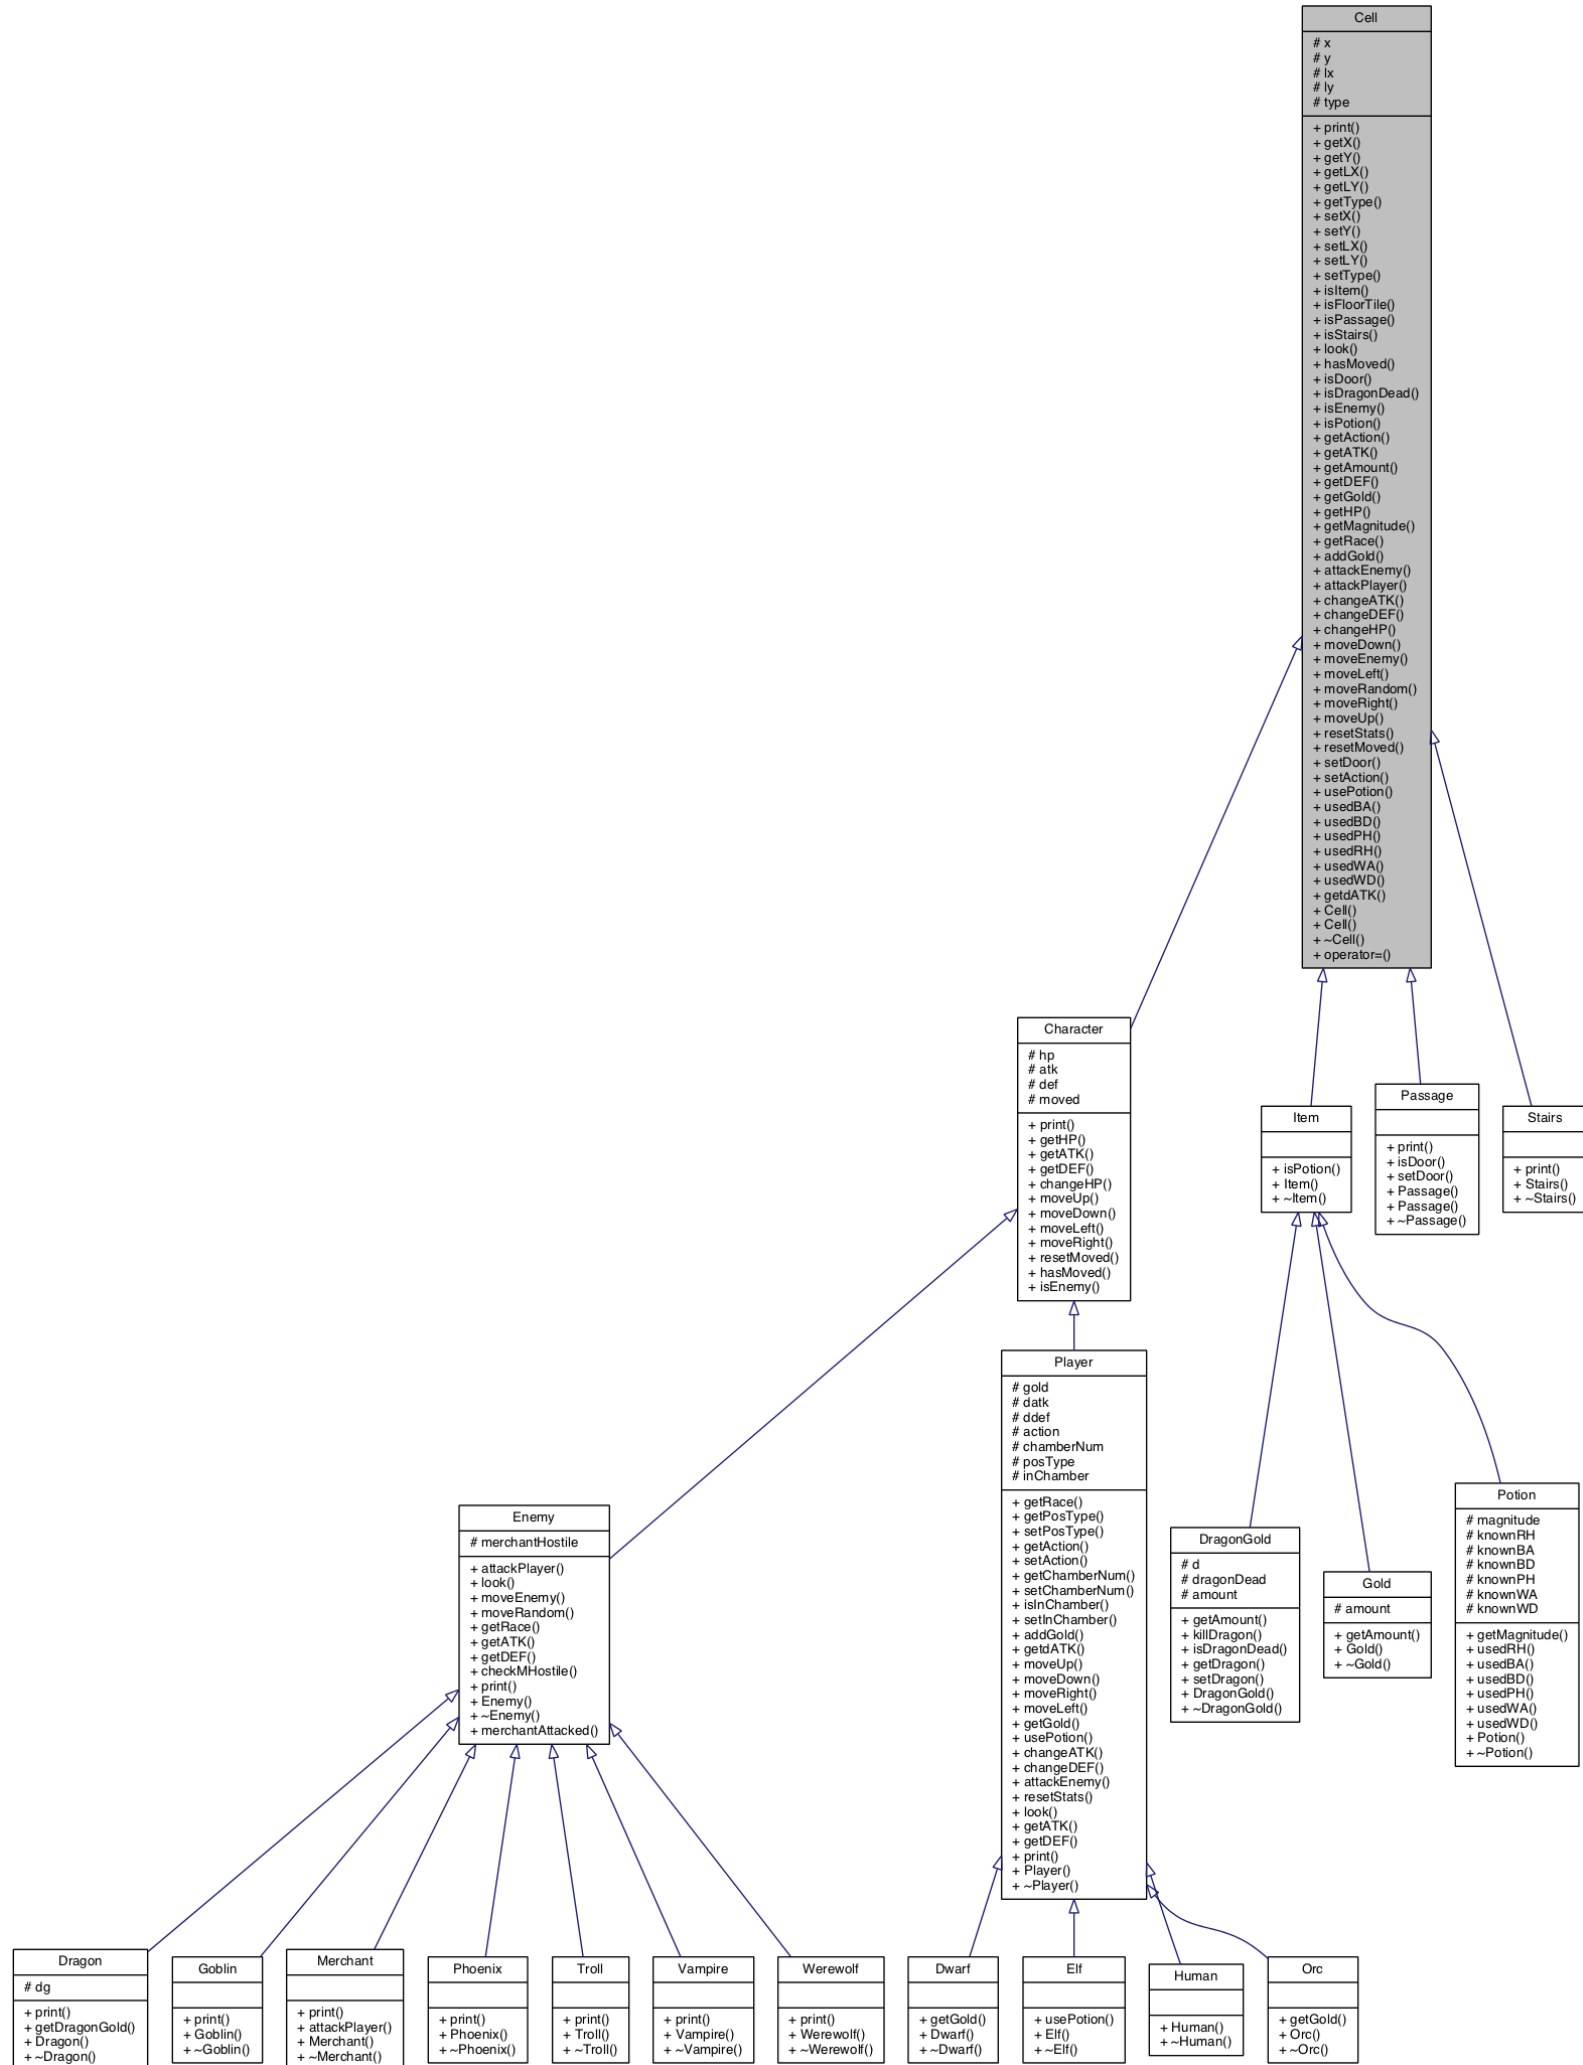 Cell
# x
# y
# lx
# ly
# type
+ print()
+ getX()
+ getY()
+ getLX()
+ getLY()
+ getType()
+ setX()
+ setY()
+ setLX()
+ setLY()
+ setType()
+ isItem()
+ isFloorTile()
+ isPassage()
+ isStairs()
+ look()
+ hasMoved()
+ isDoor()
+ isDragonDead()
+ isEnemy()
+ isPotion()
+ getAction()
+ getATK()
+ getAmount()
+ getDEF()
+ getGold()
+ getHP()
+ getMagnitude()
+ getRace()
+ addGold()
+ attackEnemy()
+ attackPlayer()
+ changeATK()
+ changeDEF()
+ changeHP()
+ moveDown()
+ moveEnemy()
+ moveLeft()
+ moveRandom()
+ moveRight()
+ moveUp()
+ resetStats()
+ resetMoved()
+ setDoor()
+ setAction()
+ usePotion()
+ usedBA()
+ usedBD()
+ usedPH()
+ usedRH()
+ usedWA()
+ usedWD()
+ getdATK()
+ Cell()
+ Cell()
+ ~Cell()
+ operator=()
Character
# hp
# atk
# def
# moved
+ print()
+ getHP()
+ getATK()
+ getDEF()
+ changeHP()
+ moveUp()
+ moveDown()
+ moveLeft()
+ moveRight()
+ resetMoved()
+ hasMoved()
+ isEnemy()
Item
+ isPotion()
+ Item()
+ ~Item()
Passage
+ print()
+ isDoor()
+ setDoor()
+ Passage()
+ Passage()
+ ~Passage()
Stairs
+ print()
+ Stairs()
+ ~Stairs()
Enemy
# merchantHostile
+ attackPlayer()
+ look()
+ moveEnemy()
+ moveRandom()
+ getRace()
+ getATK()
+ getDEF()
+ checkMHostile()
+ print()
+ Enemy()
+ ~Enemy()
+ merchantAttacked()
Player
# gold
# datk
# ddef
# action
# chamberNum
# posType
# inChamber
+ getRace()
+ getPosType()
+ setPosType()
+ getAction()
+ setAction()
+ getChamberNum()
+ setChamberNum()
+ isInChamber()
+ setInChamber()
+ addGold()
+ getdATK()
+ moveUp()
+ moveDown()
+ moveRight()
+ moveLeft()
+ getGold()
+ usePotion()
+ changeATK()
+ changeDEF()
+ attackEnemy()
+ resetStats()
+ look()
+ getATK()
+ getDEF()
+ print()
+ Player()
+ ~Player()
DragonGold
# d
# dragonDead
# amount
+ getAmount()
+ killDragon()
+ isDragonDead()
+ getDragon()
+ setDragon()
+ DragonGold()
+ ~DragonGold()
Gold
# amount
+ getAmount()
+ Gold()
+ ~Gold()
Potion
# magnitude
# knownRH
# knownBA
# knownBD
# knownPH
# knownWA
# knownWD
+ getMagnitude()
+ usedRH()
+ usedBA()
+ usedBD()
+ usedPH()
+ usedWA()
+ usedWD()
+ Potion()
+ ~Potion()
Dragon
# dg
+ print()
+ getDragonGold()
+ Dragon()
+ ~Dragon()
Goblin
+ print()
+ Goblin()
+ ~Goblin()
Merchant
+ print()
+ attackPlayer()
+ Merchant()
+ ~Merchant()
Phoenix
+ print()
+ Phoenix()
+ ~Phoenix()
Troll
+ print()
+ Troll()
+ ~Troll()
Vampire
+ print()
+ Vampire()
+ ~Vampire()
Werewolf
+ print()
+ Werewolf()
+ ~Werewolf()
Dwarf
+ getGold()
+ Dwarf()
+ ~Dwarf()
Elf
+ usePotion()
+ Elf()
+ ~Elf()
Human
+ Human()
+ ~Human()
Orc
+ getGold()
+ Orc()
+ ~Orc()